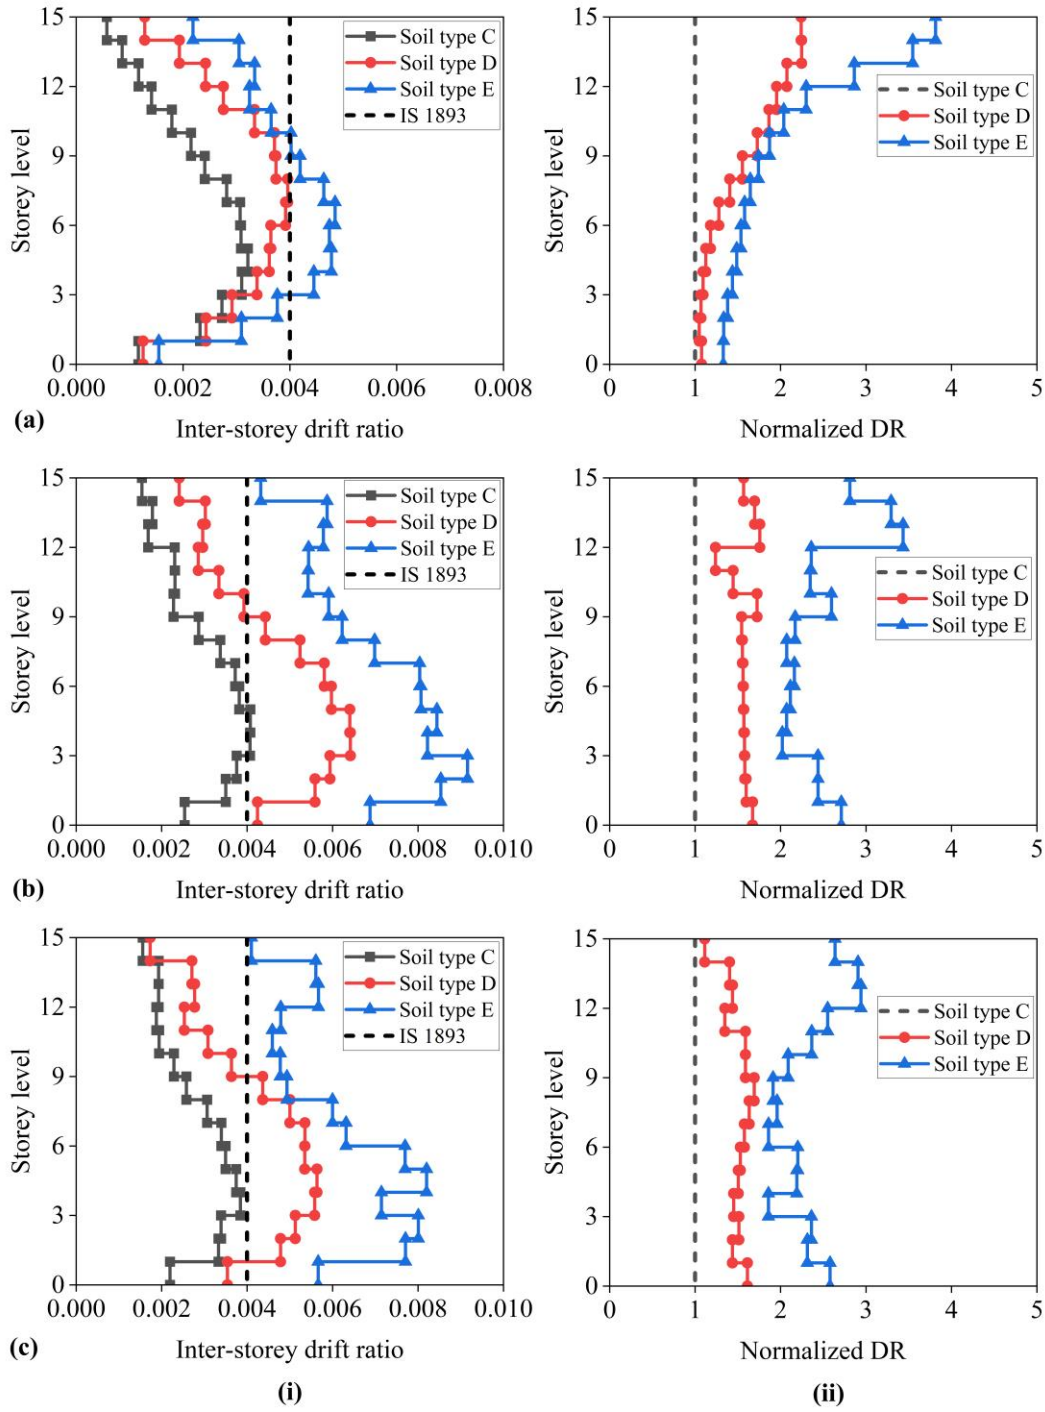 15
12
9
6
3
0
Storey level
Soil type C
Soil type D
Soil type E
IS 1893
0.000
0.002
0.004
0.006
0.008
Inter-storey drift ratio
(a)
15
12
9
6
3
0
Storey level
Soil type C
Soil type D
Soil type E
0
1
2
3
4
5
Normalized DR
15
12
9
6
3
0
Storey level
Soil type C
Soil type D
Soil type E
IS 1893
0.000
0.002
0.004
0.006
0.008
0.010
Inter-storey drift ratio
(b)
15
12
9
6
3
0
Storey level
Soil type C
Soil type D
Soil type E
0
1
2
3
4
5
Normalized DR
15
12
9
6
3
0
Storey level
Soil type C
Soil type D
Soil type E
IS 1893
0.000
0.002
0.004
0.006
0.008
0.010
Inter-storey drift ratio
(c)
(i)
15
12
9
6
3
0
Storey level
Soil type C
Soil type D
Soil type E
0
1
2
3
4
5
Normalized DR
(ii)